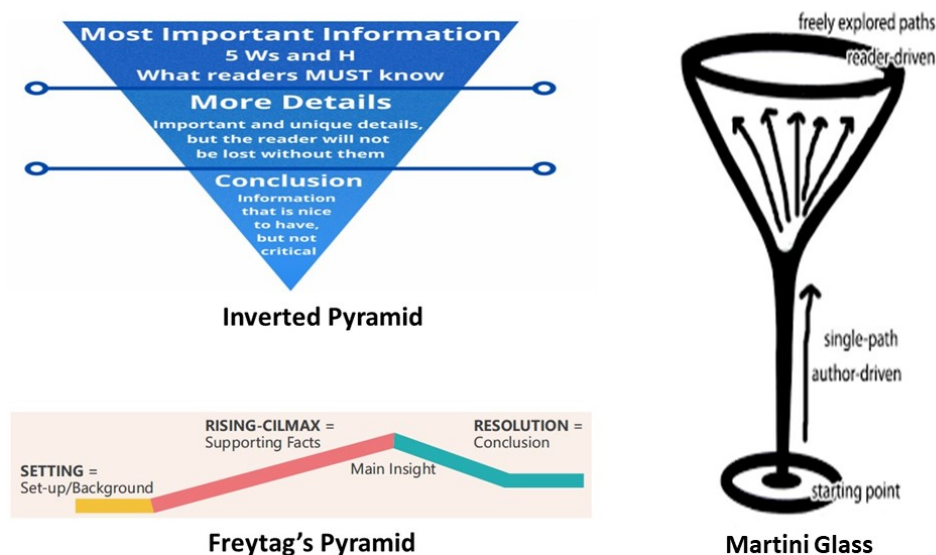 Most Important Information
5 Ws and H
What readers MUST know
More Details
Important and unique details,
but the reader will not
be lost without them
Conclusion
Information
that is nice
to have,
but not
critical
Inverted Pyramid
SETTING =
Set-up/Background
RISING-CILMAX =
Supporting Facts
Main Insight
RESOLUTION =
Conclusion
Freytag’s Pyramid
freely explored paths
reader-driven
single-path
author-driven
starting point
Martini Glass